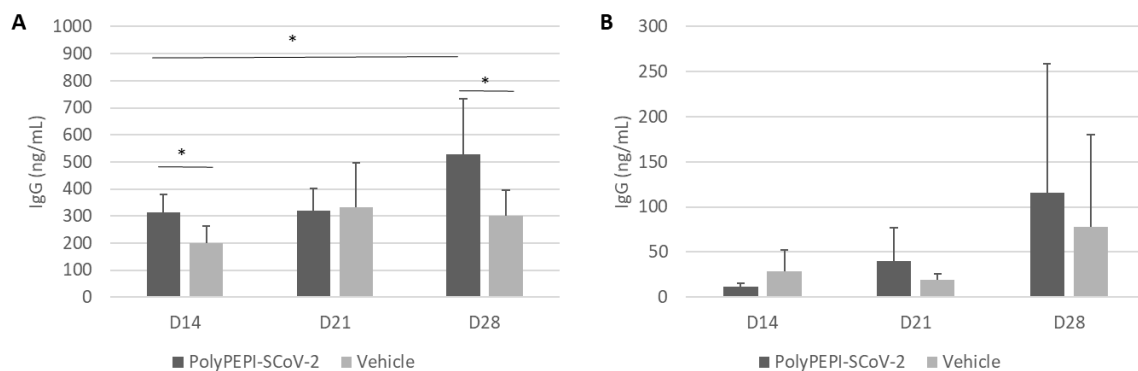 A
1000
900
800
700
600
500
400
300
200
100
0
IgG (ng/mL)
*
*
*
D14 D21 D28
PolyPEPI-SCoV-2 Vehicle
B
300
250
200
150
100
50
0
IgG (ng/mL)
D14 D21 D28
PolyPEPI-SCoV-2 Vehicle